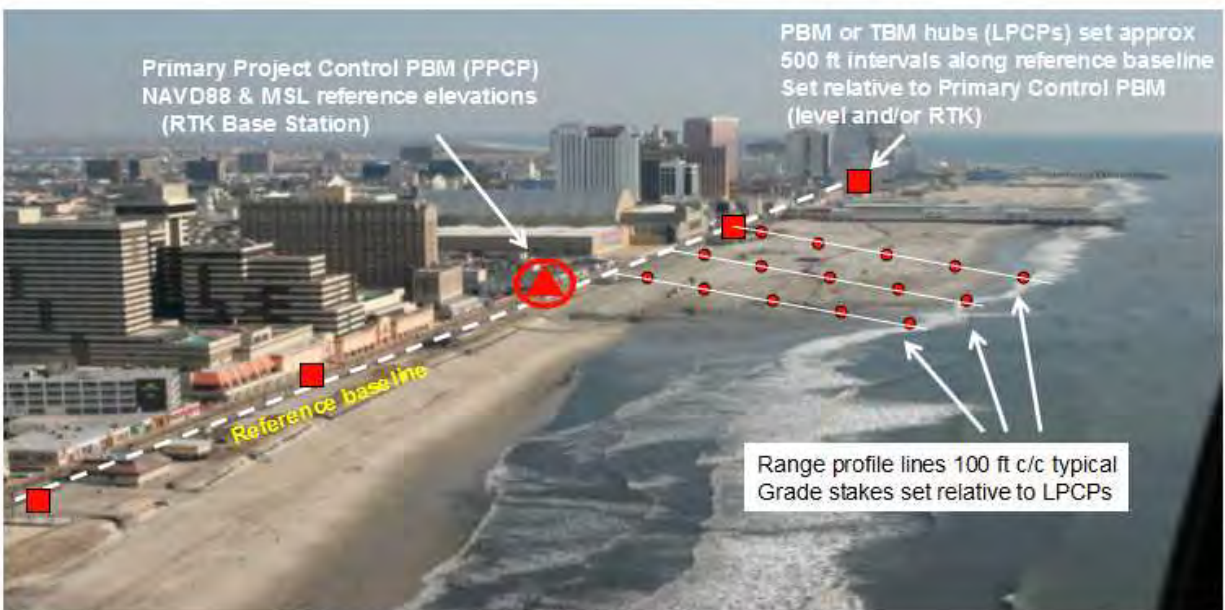 Primary Project Control PBM (PPCP)
NAVD88 & MSL reference elevations
(RTK Base Station)
PBM or TBM hubs (LPCPs) set approx
500 ft intervals along reference baseline
Set relative to Primary Control PBM
(level and/or RTK)
Reference baseline
Range profile lines 100 ft c/c typical
Grade stakes set relative to LPCPs